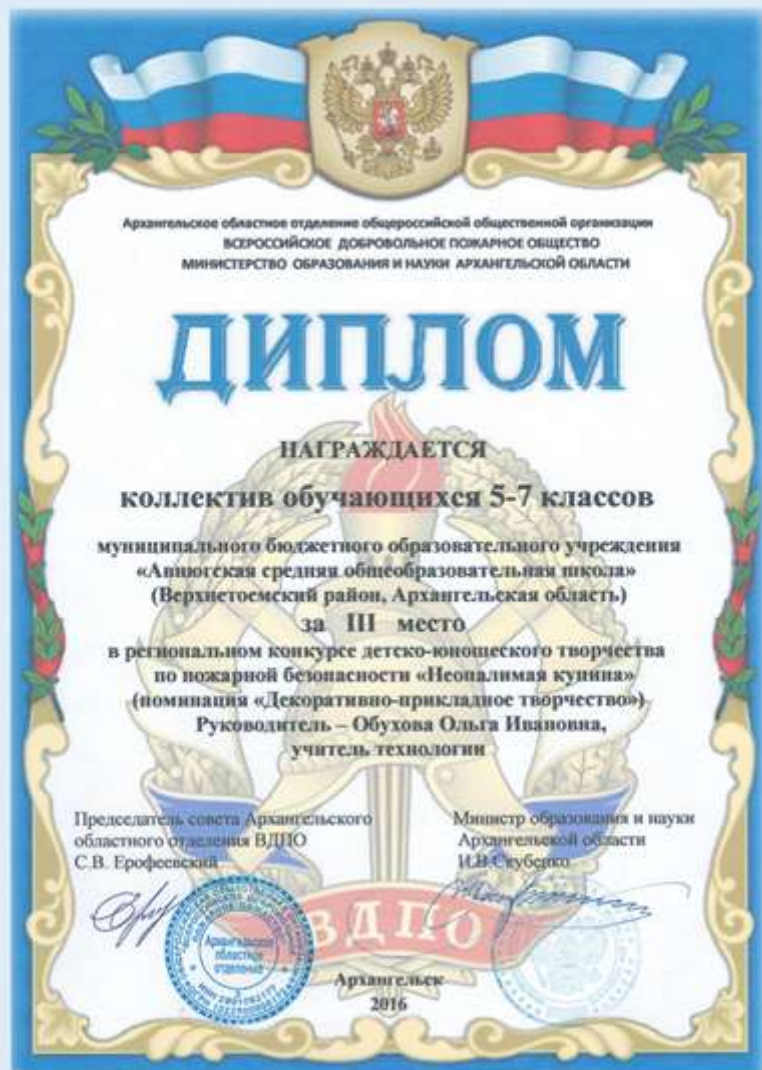 Архангельское областное отделение общероссийской общественной организации
ВСЕРОССИЙСКОЕ ДОБРОВОЛЬНОЕ ПОЖАРНОЕ ОБЩЕСТВО
МИНИСТЕРСТВО ОБРАЗОВАНИЯ И НАУКИ АРХАНГЕЛЬСКОЙ ОБЛАСТИ
ДИПЛОМ
НАГРАЖДАЕТСЯ
коллектив обучающихся 5-7 классов
муниципального бюджетного образовательного учреждения
«Авнюгская средняя общеобразовательная школа»
(Верхнетоемский район, Архангельская область)
за III место
в региональном конкурсе детско-юношеского творчества
по пожарной безопасности «Неопалимая купина»
(номинация «Декоративно-прикладное творчество»)
Руководитель – Обухова Ольга Ивановна,
учитель технологии
Председатель совета Архангельского
областного отделения ВДПО
С.В. Ерофеевский
Министр образования и науки
Архангельской области
И.В. Скубенко
Архангельское
областное
отделение
ВДПО
Архангельск
2016